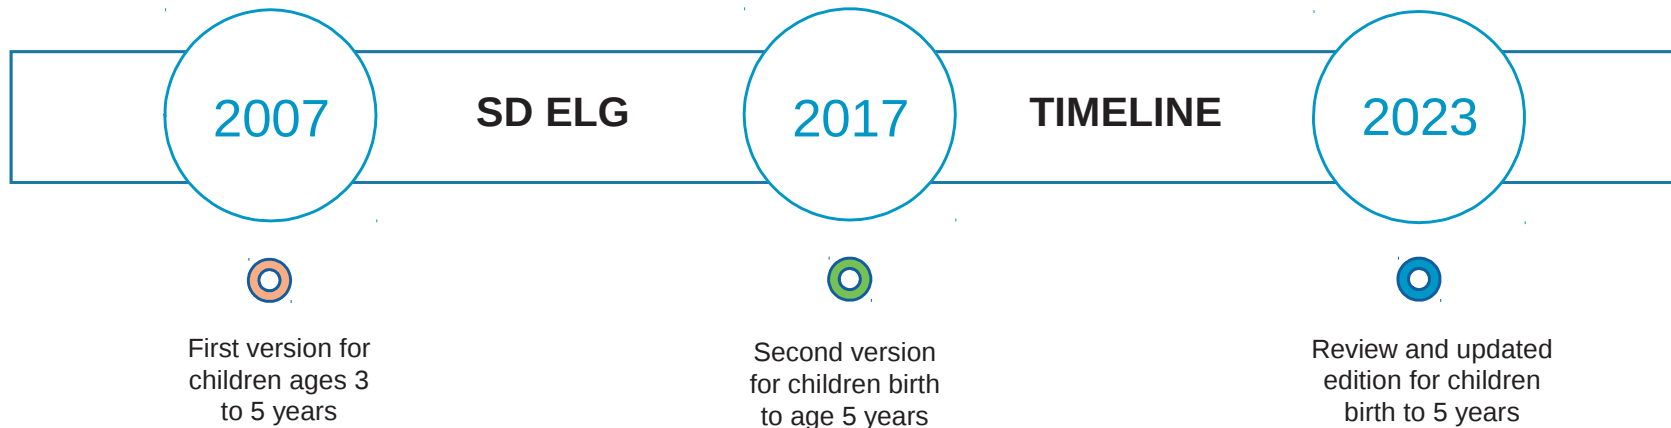 2007 SD ELG 2017 TIMELINE 2023
First version for
children ages 3
to 5 years
Second version
for children birth
to age 5 years
Review and updated
edition for children
birth to 5 years